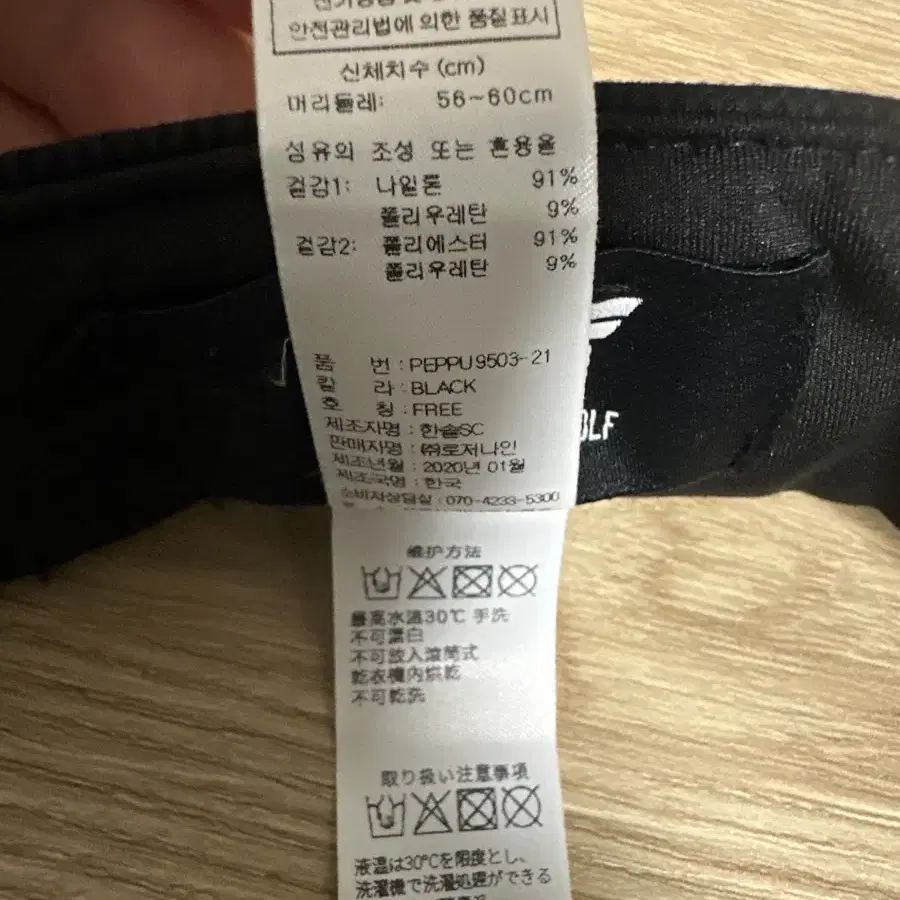 안전관리법에 의한 품질표시
신체치수 (cm)
머리둘레: 56~60cm
섬유의 조성 또는 혼용율
겉감1: 나일론 91%
폴리우레탄 9%
겉감2: 폴리에스터 91%
폴리우레탄 9%
품 번 : PEPPU9503-21
칼 라 : BLACK
호 칭 : FREE
제조자명 : 한솔SC
판매자명 : ㈜로저나인
제조년월 : 2020년 01월
제조국명 : 한국
소비자상담실 : 070-4233-5300
OLF
维护方法
最高水溫30℃ 手洗
不可漂白
不可放入滾筒式
乾衣機內烘乾
不可乾洗
取り扱い注意事項
液温は30℃を限度とし、
洗濯機で洗濯処理ができる